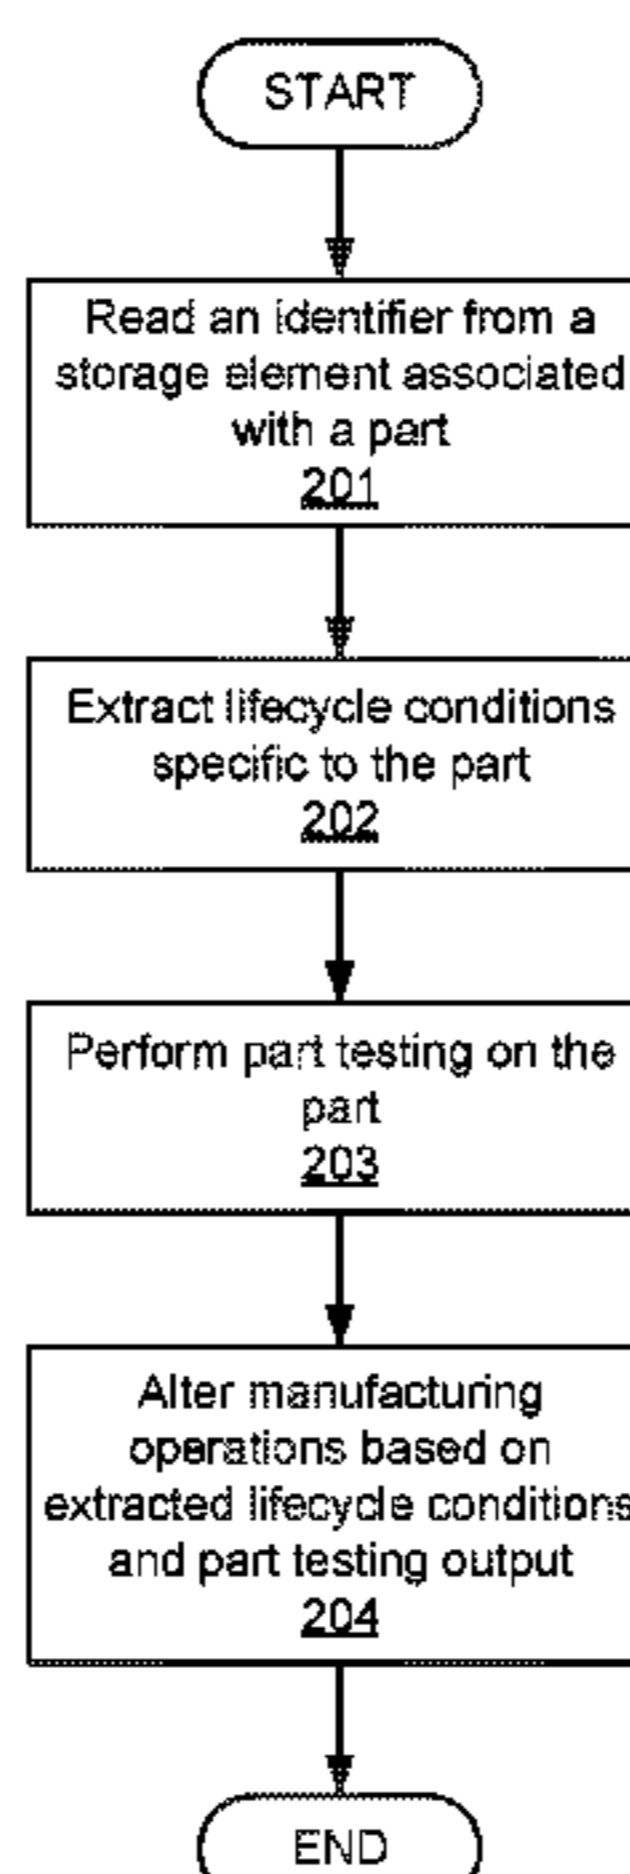 START
Read an identifier from a
storage element associated
with a part
201
Extract lifecycle conditions
specific to the part
202
Perform part testing on the
part
203
Alter manufacturing
operations based on
extracted lifecycle conditions
and part testing output
204
END